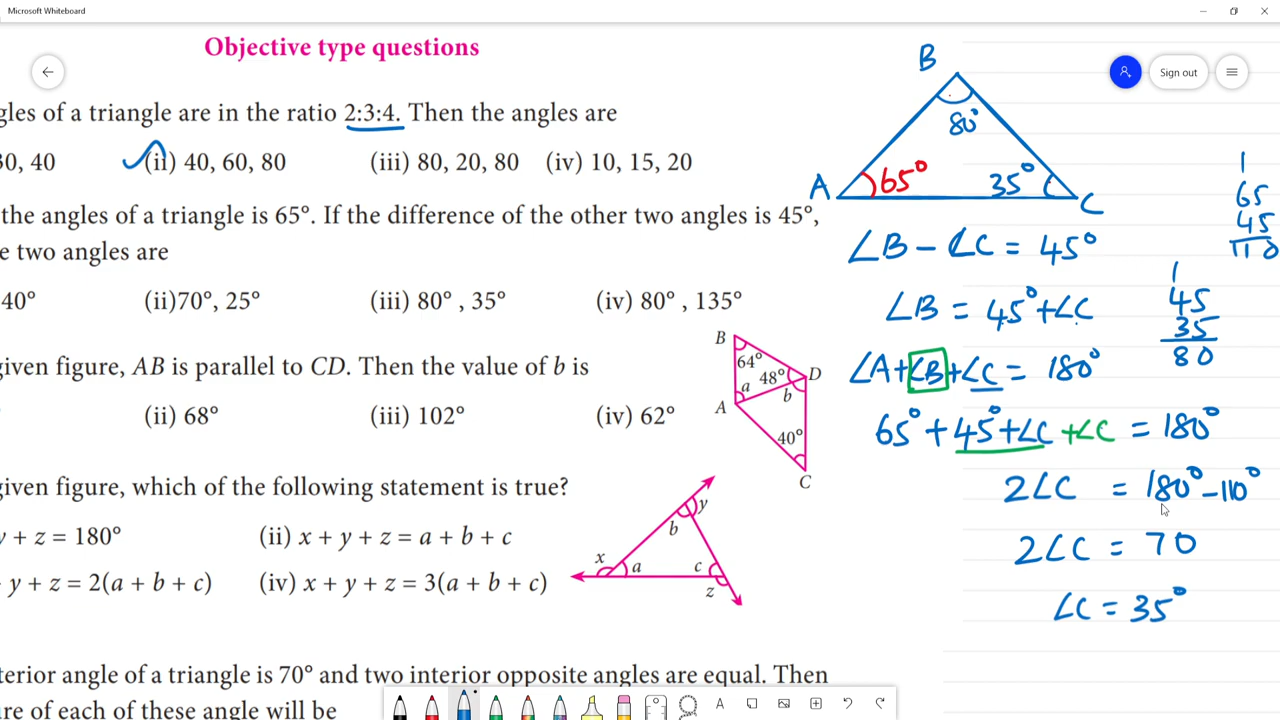 Microsoft Whiteboard
Objective type questions
Sign out
gles of a triangle are in the ratio 2:3:4. Then the angles are
30, 40 (ii) 40, 60, 80 (iii) 80, 20, 80 (iv) 10, 15, 20
the angles of a triangle is 65°. If the difference of the other two angles is 45°,
e two angles are
40° (ii)70°, 25° (iii) 80° , 35° (iv) 80° , 135°
given figure, AB is parallel to CD. Then the value of b is
(ii) 68° (iii) 102° (iv) 62°
B
64°
48° D
a b
A
40°
C
given figure, which of the following statement is true?
y + z = 180° (ii) x + y + z = a + b + c
y + z = 2(a + b + c) (iv) x + y + z = 3(a + b + c)
y
b
x a c
z
terior angle of a triangle is 70° and two interior opposite angles are equal. Then
re of each of these angle will be
B
80°
A 65° 35° C
∠B - ∠C = 45°
∠B = 45° + ∠C
∠A + ∠B + ∠C = 180°
65° + 45° + ∠C + ∠C = 180°
2∠C = 180° - 110°
2∠C = 70
∠C = 35°
1
65
45
110
1
45
35
80